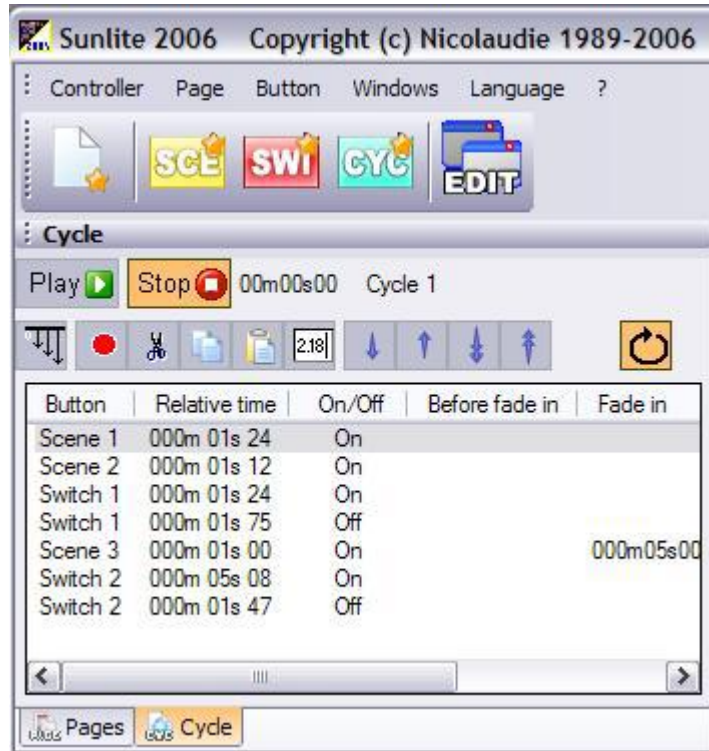 Sunlite 2006 Copyright (c) Nicolaudie 1989-2006
Controller Page Button Windows Language ?
SCE SWI CYC EDIT
Cycle
Play Stop 00m00s00 Cycle 1
2.18
Button Relative time On/Off Before fade in Fade in
Scene 1 000m 01s 24 On
Scene 2 000m 01s 12 On
Switch 1 000m 01s 24 On
Switch 1 000m 01s 75 Off
Scene 3 000m 01s 00 On 000m05s00
Switch 2 000m 05s 08 On
Switch 2 000m 01s 47 Off
Pages Cycle